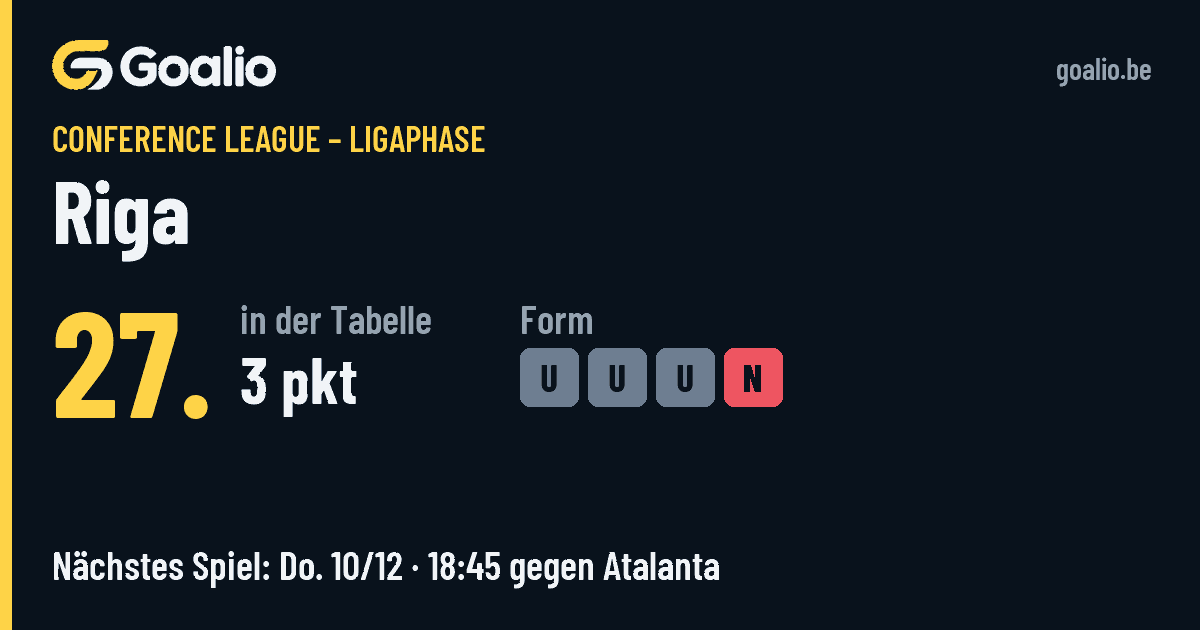 Goalio
goalio.be
CONFERENCE LEAGUE – LIGAPHASE
Riga
27.
in der Tabelle
3 pkt
Form
U U U N
Nächstes Spiel: Do. 10/12 · 18:45 gegen Atalanta